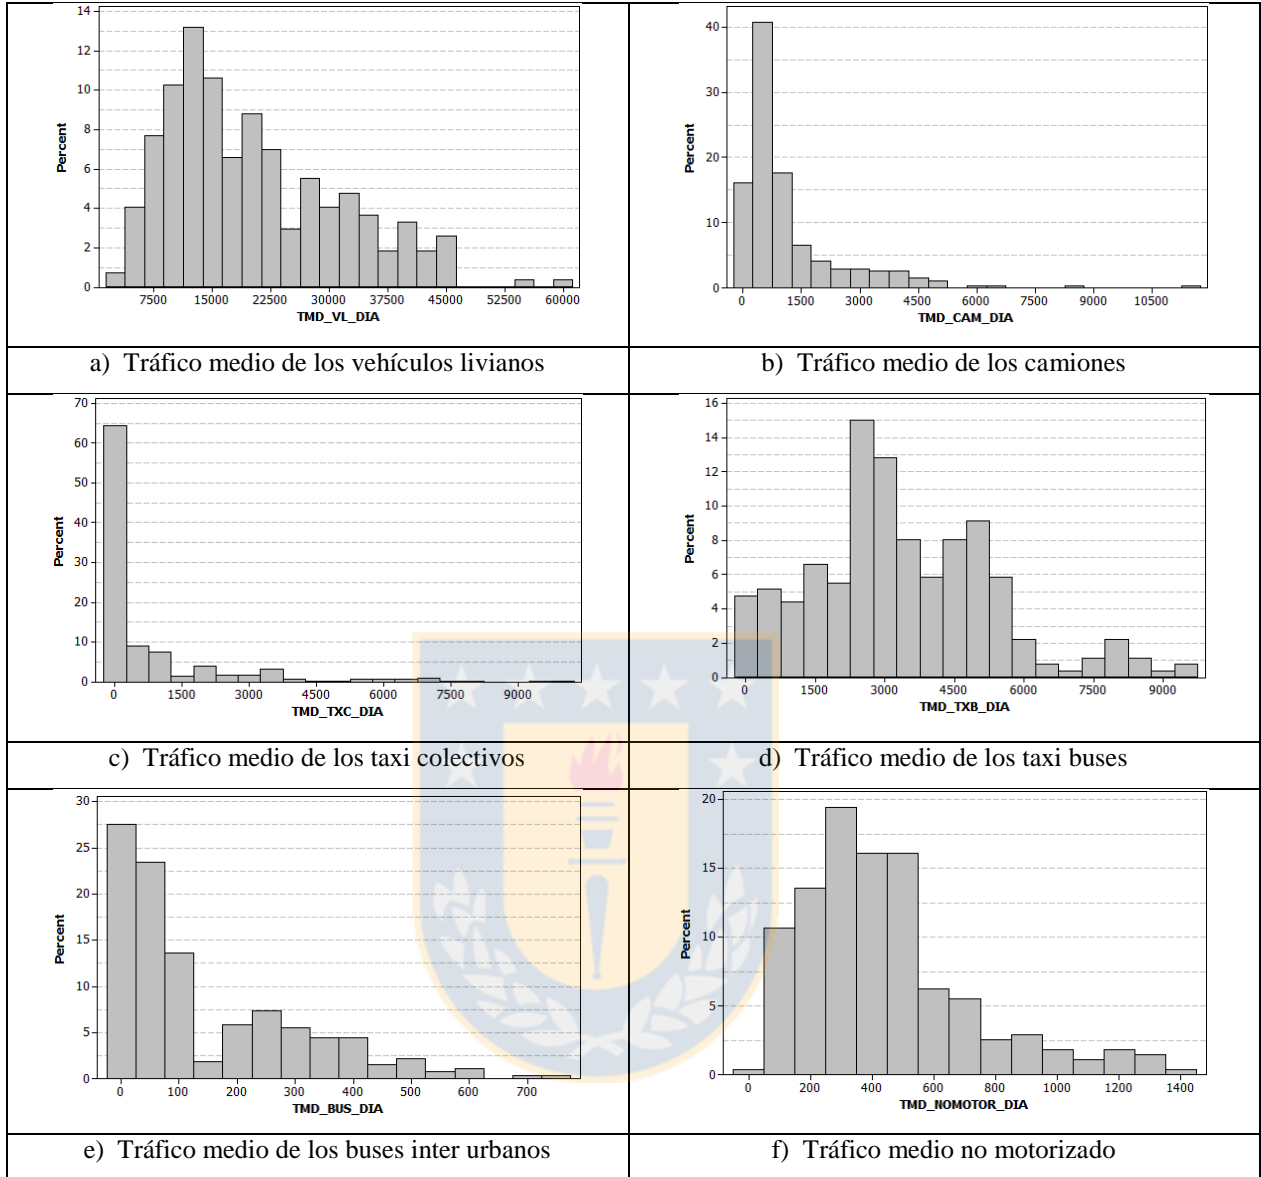 14
12
10
8
6
4
2
0
Percent
7500 15000 22500 30000 37500 45000 52500 60000
TMD_VL_DIA
a) Tráfico medio de los vehículos livianos
40
30
20
10
0
Percent
0 1500 3000 4500 6000 7500 9000 10500
TMD_CAM_DIA
b) Tráfico medio de los camiones
70
60
50
40
30
20
10
0
Percent
0 1500 3000 4500 6000 7500 9000
TMD_TXC_DIA
c) Tráfico medio de los taxi colectivos
16
14
12
10
8
6
4
2
0
Percent
0 1500 3000 4500 6000 7500 9000
TMD_TXB_DIA
d) Tráfico medio de los taxi buses
30
25
20
15
10
5
0
Percent
0 100 200 300 400 500 600 700
TMD_BUS_DIA
e) Tráfico medio de los buses inter urbanos
20
15
10
5
0
Percent
0 200 400 600 800 1000 1200 1400
TMD_NOMOTOR_DIA
f) Tráfico medio no motorizado